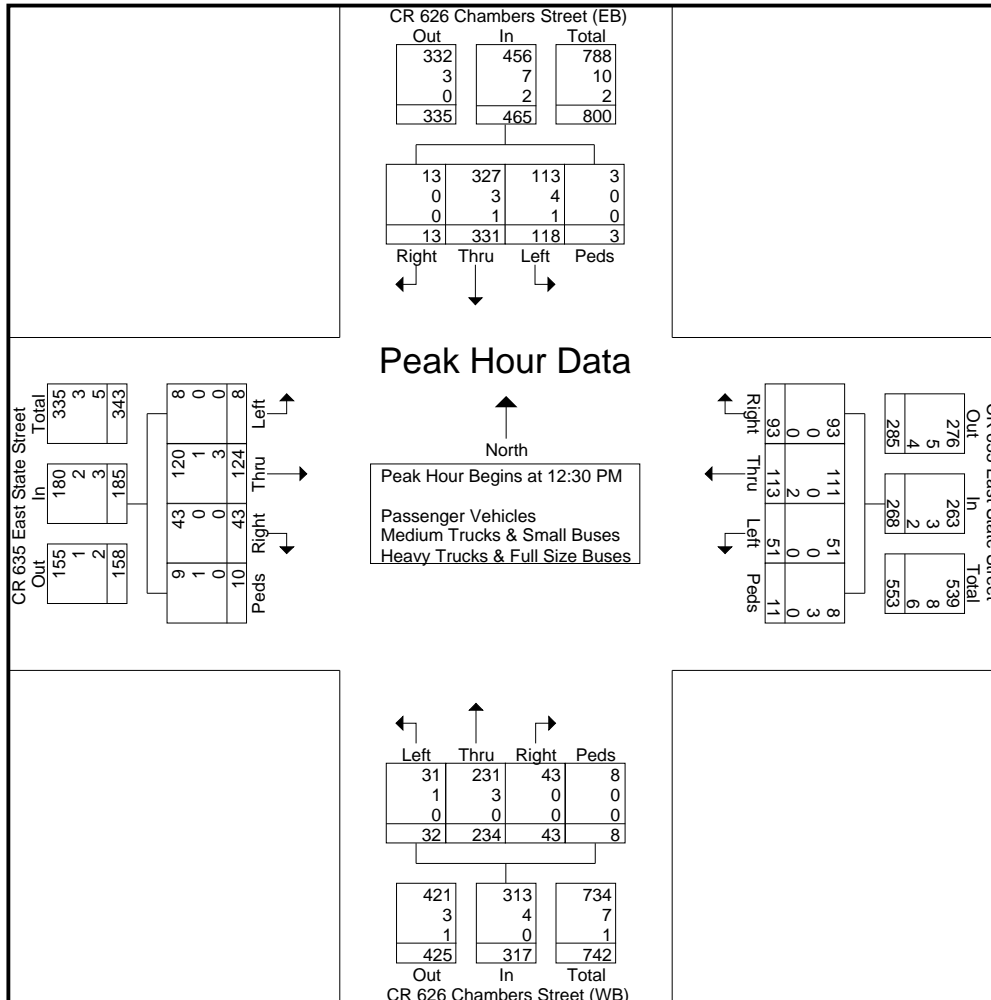 CR 626 Chambers Street (EB)
Out In Total
332 456 788
3 7 10
0 2 2
335 465 800
13 327 113 3
0 3 4 0
0 1 1 0
13 331 118 3
Right Thru Left Peds
Peak Hour Data
North
Peak Hour Begins at 12:30 PM
Passenger Vehicles
Medium Trucks & Small Buses
Heavy Trucks & Full Size Buses
CR 635 East State Street
Out In Total
155 180 335
1 2 3
2 3 5
158 185 343
8 120 43 9
0 1 0 1
0 3 0 0
8 124 43 10
Left Thru Right Peds
East State Street
Out In Total
276 263 539
5 3 8
4 2 6
285 268 553
93 111 51 8
0 0 0 3
0 2 0 0
93 113 51 11
Right Thru Left Peds
Left Thru Right Peds
31 231 43 8
1 3 0 0
0 0 0 0
32 234 43 8
421 313 734
3 4 7
1 0 1
425 317 742
Out In Total
CR 626 Chambers Street (WB)